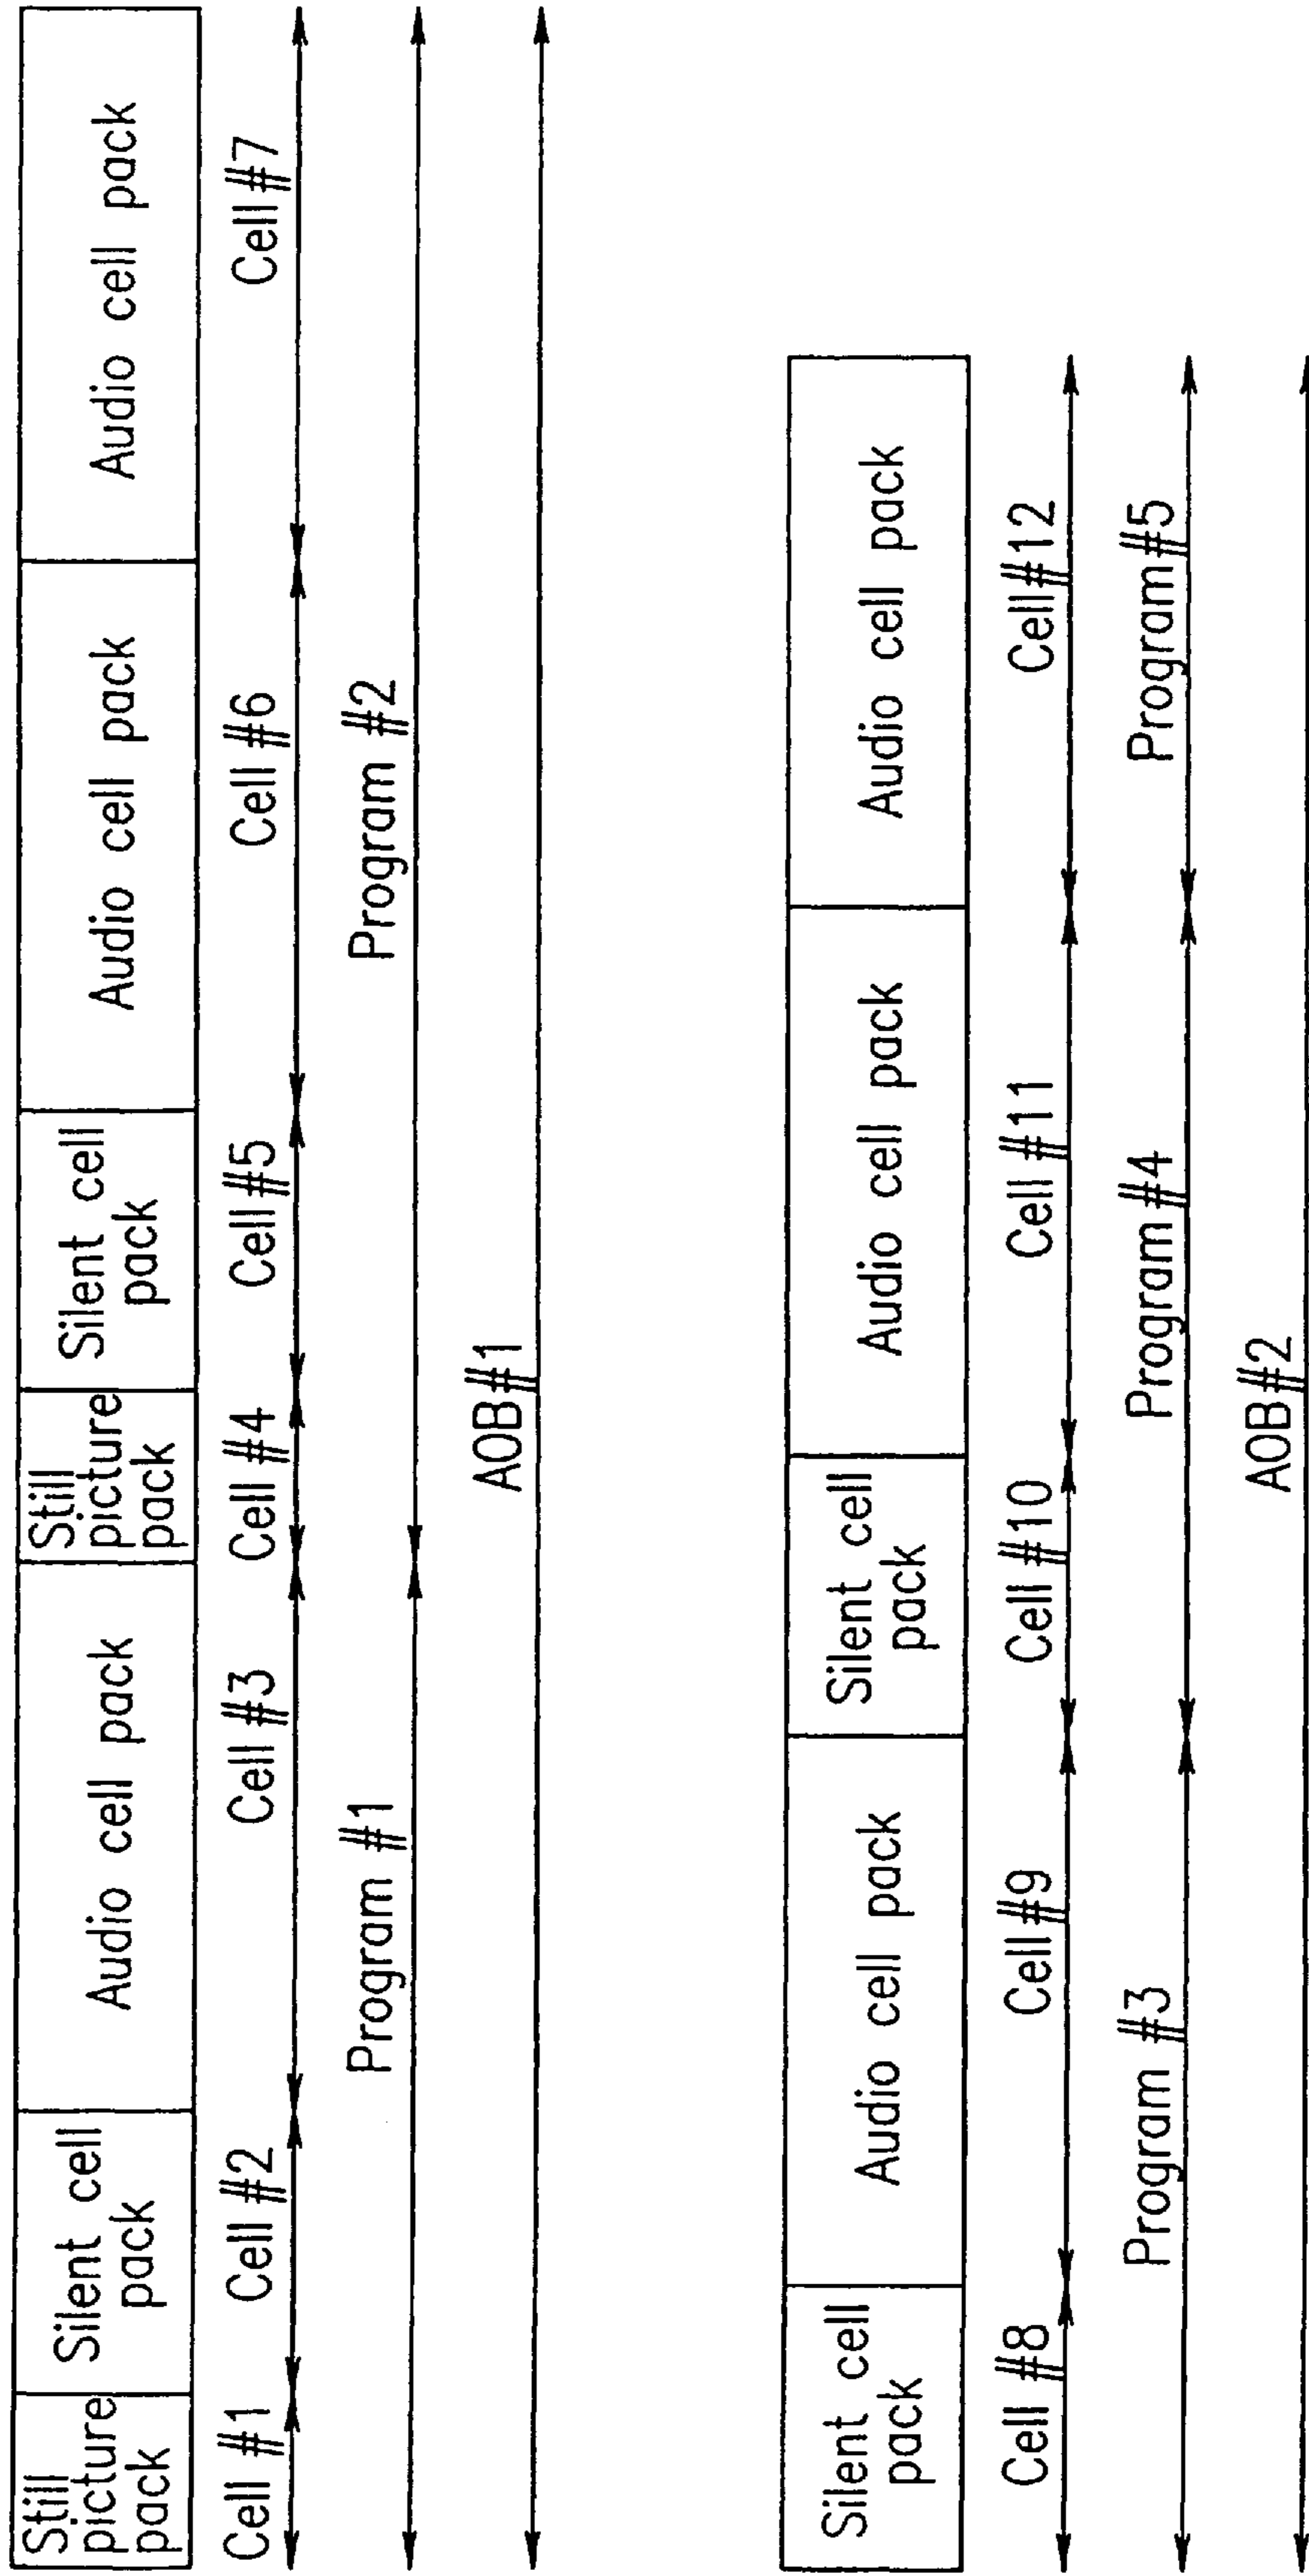 Still
picture
pack
Silent cell
pack
Audio cell pack
Still
picture
pack
Silent cell
pack
Audio cell pack
Audio cell pack
Cell #1
Cell #2
Cell #3
Cell #4
Cell #5
Cell #6
Cell #7
Program #1
Program #2
AOB#1
Silent cell
pack
Audio cell pack
Silent cell
pack
Audio cell pack
Audio cell pack
Cell #8
Cell#9
Cell #10
Cell #11
Cell#12
Program #3
Program#4
Program#5
AOB#2